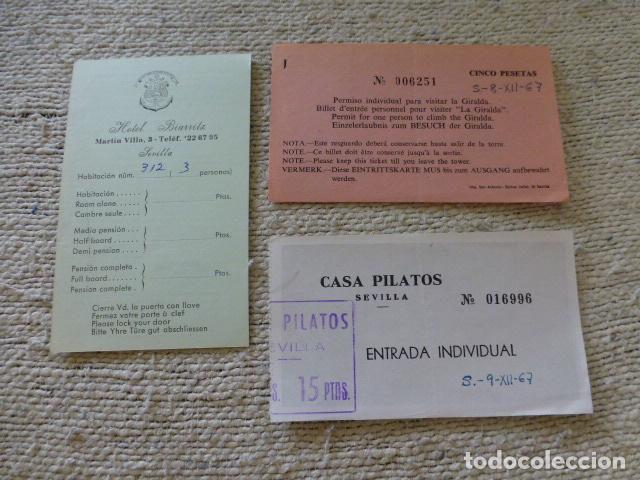 Hotel Biarritz
Martín Villa, 3 - Teléf. *22 67 95
Sevilla
Habitación núm. 312 / 3 personas)
Habitación ...... Ptas.
Room alone......
Cambre seule ....
Media pensión....
Half board ....... Ptas.
Demi pension ....
Pensión completa .
Full board ........ Ptas.
Pension complete .
Cierre Vd. la puerta con llave
Fermez votre porte à clef
Please lock your door
Bitte Yhre Türe gut abschliessen
J
№ 006251
CINCO PESETAS
S-8-XII-67
Permiso individual para visitar la Giralda.
Billet d'entrée personnel pour visiter "La Giralda".
Permit for one person to climb the Giralda.
Einzelerlaubnis zum BESUCH der Giralda.
NOTA.—Este resguardo deberá conservarse hasta salir de la torre.
NOTE.—Ce billet doit être conservé jusqu'à la sortie.
NOTE.—Please keep this ticket till you leave the tower.
VERMERK.—Diese EINTRITTSKARTE MUS bis zum AUSGANG aufbewahrt
werden.
CASA PILATOS
SEVILLA
№ 016996
PILATOS
EVILLA
S. 15 PTAS.
ENTRADA INDIVIDUAL
S.-9-XII-67
todocoleccion.net